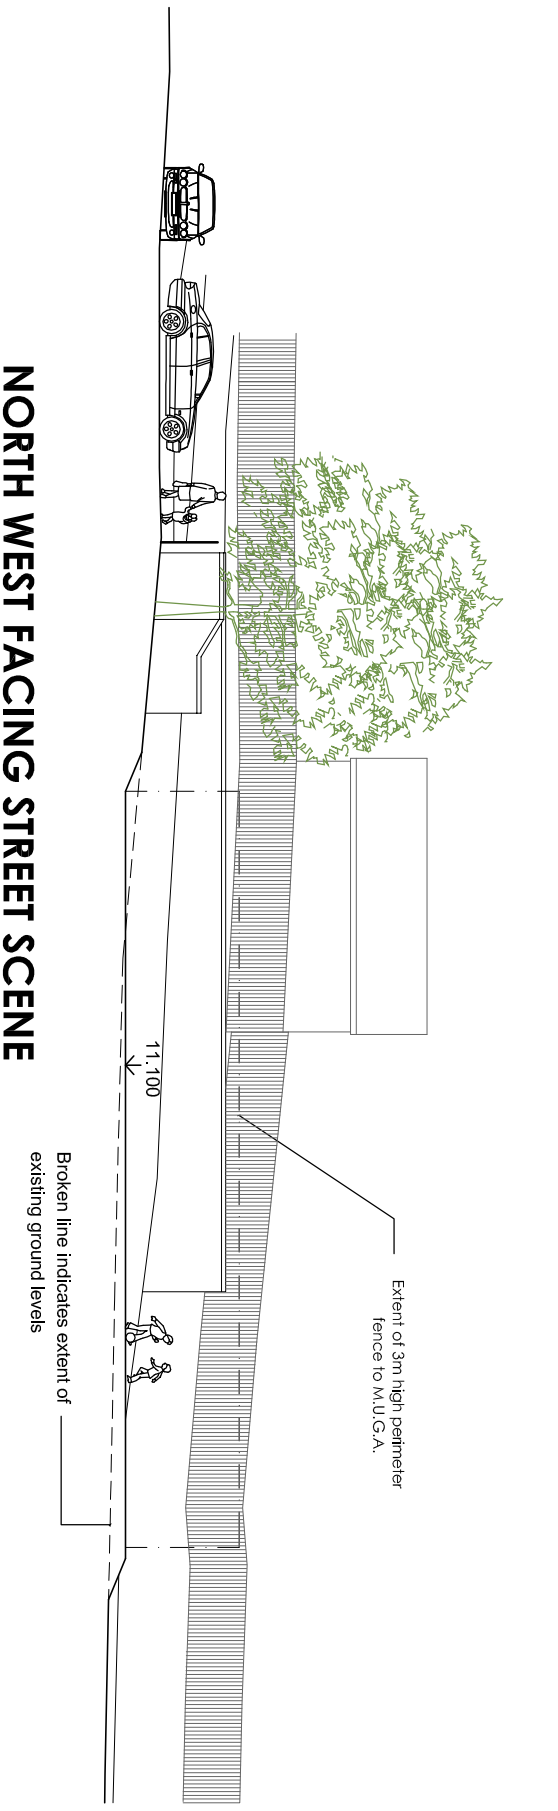 Extent of 3m high perimeter
fence to M.U.G.A.
11.100
Broken line indicates extent of
existing ground levels
NORTH WEST FACING STREET SCENE